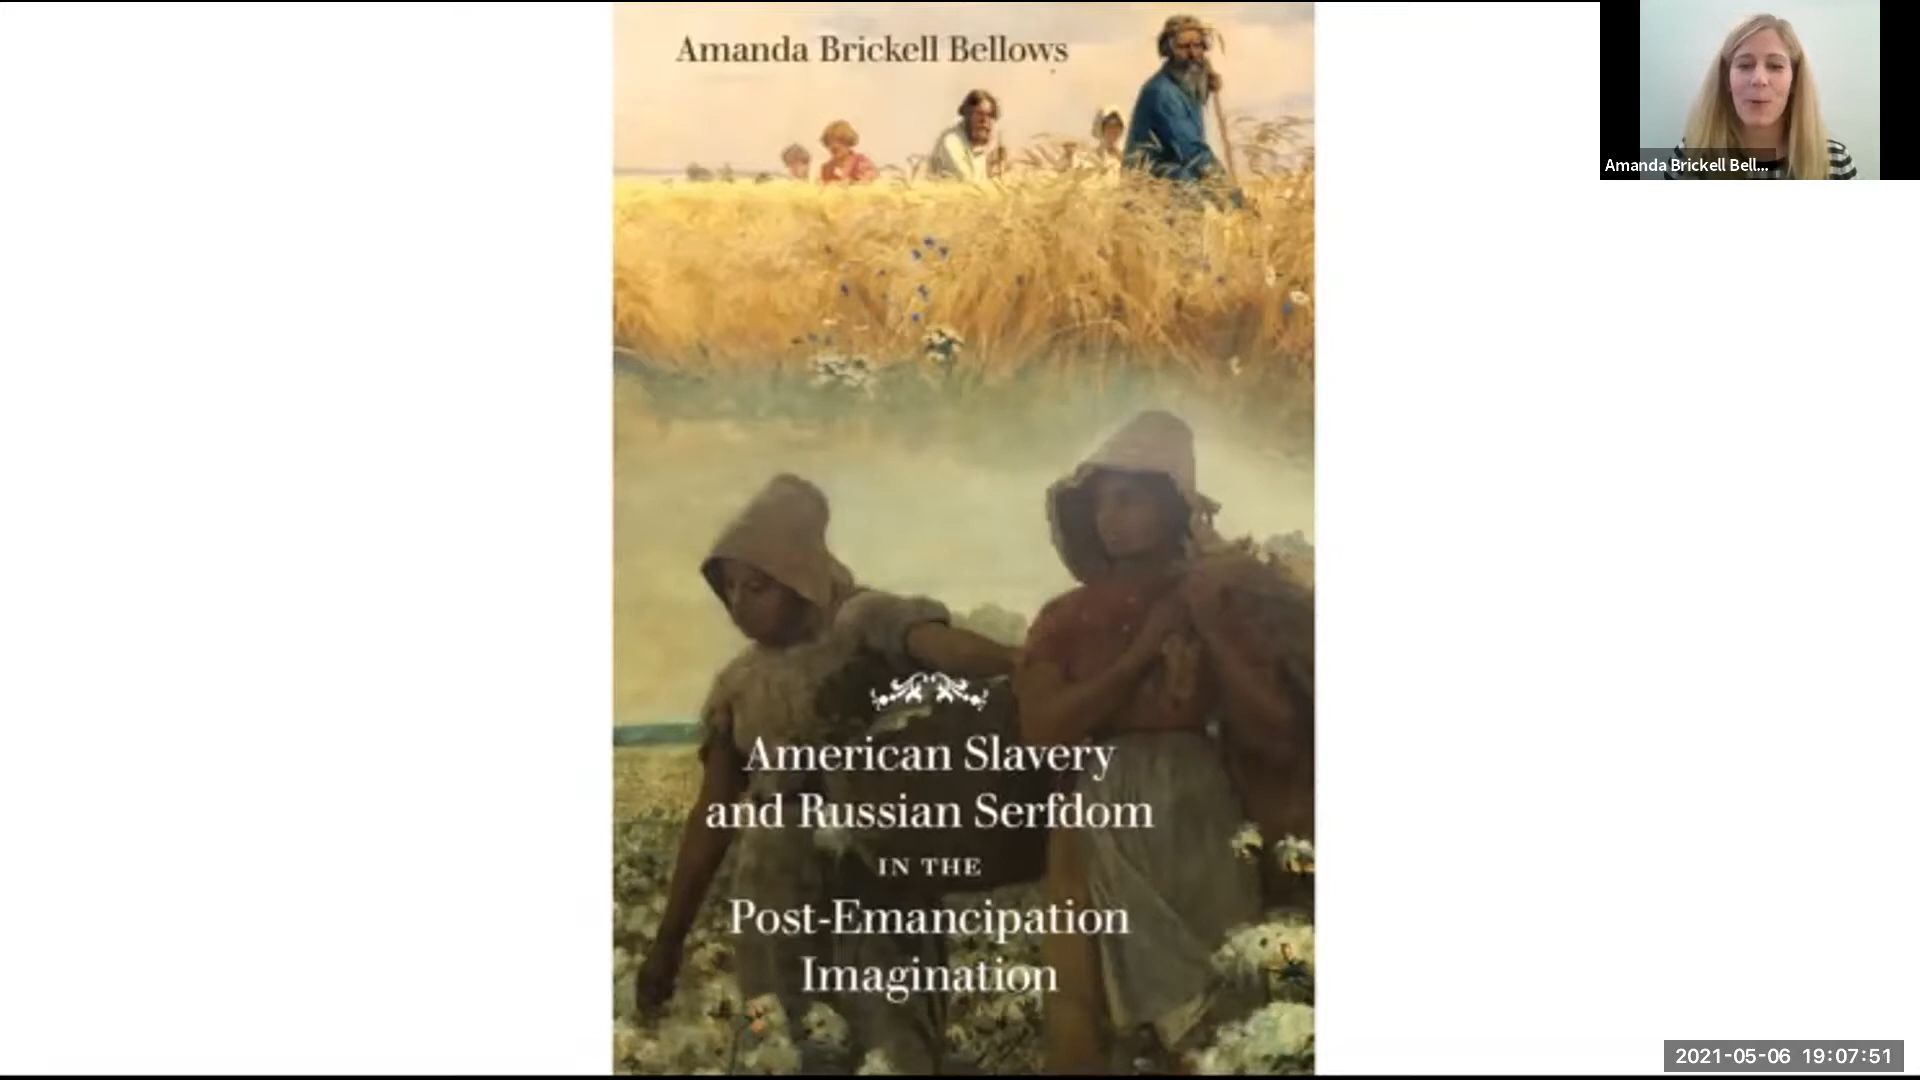 Amanda Brickell Bellows
Amanda Brickell Bell...
American Slavery
and Russian Serfdom
IN THE
Post-Emancipation
Imagination
2021-05-06 19:07:51